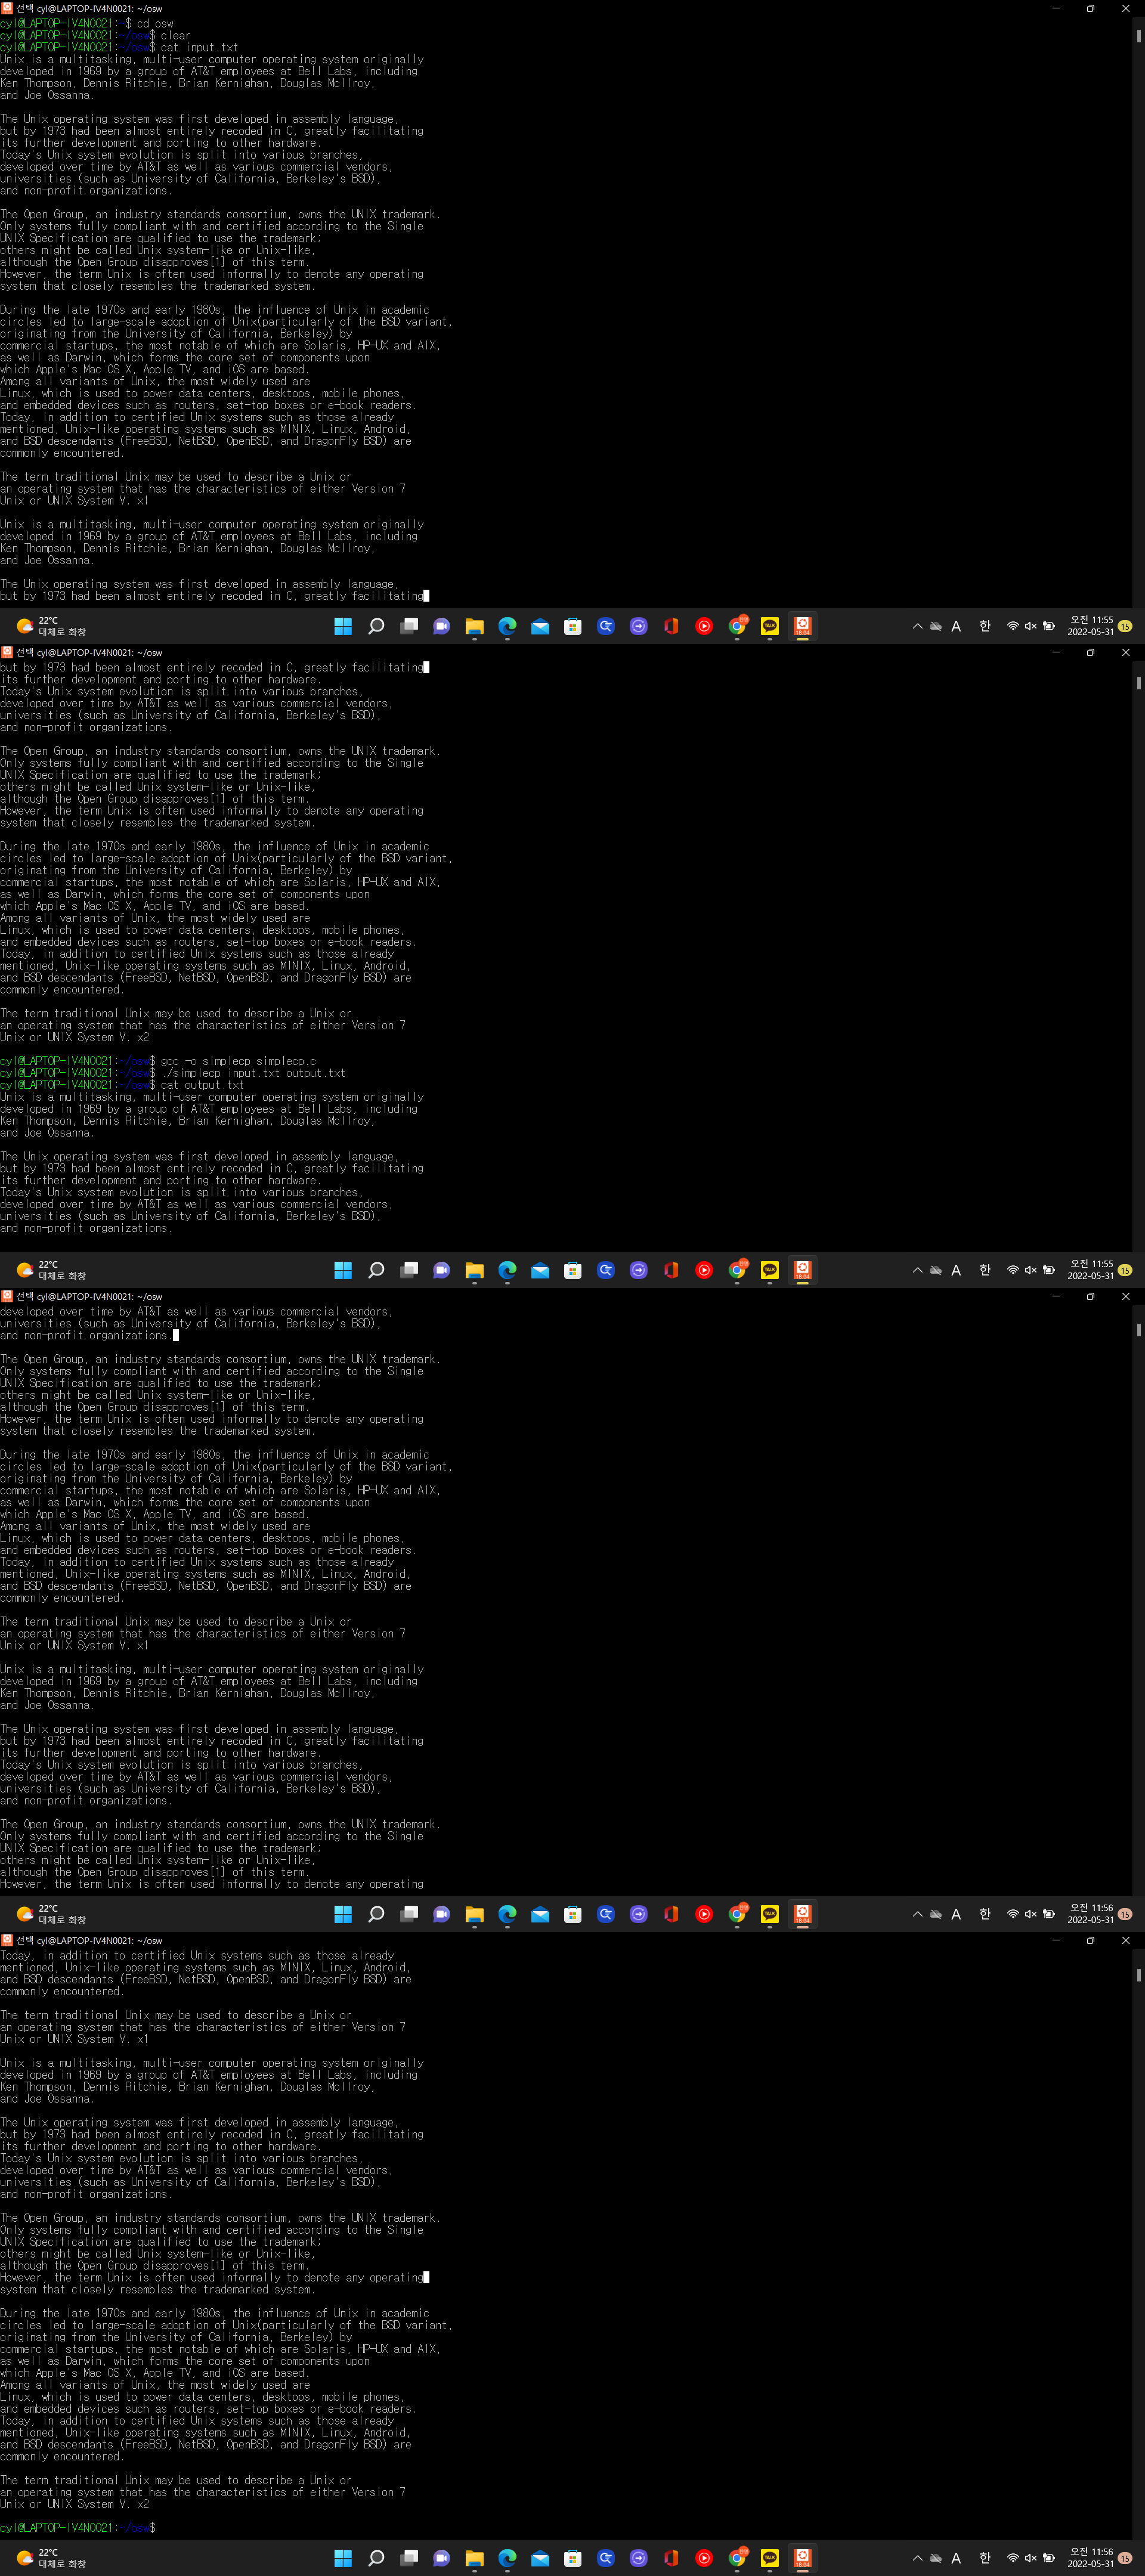 선택 cyl@LAPTOP-IV4N0021: ~/osw
cyl@LAPTOP-IV4N0021:~$ cd osw
cyl@LAPTOP-IV4N0021:~/osw$ clear
cyl@LAPTOP-IV4N0021:~/osw$ cat input.txt
Unix is a multitasking, multi-user computer operating system originally
developed in 1969 by a group of AT&T employees at Bell Labs, including
Ken Thompson, Dennis Ritchie, Brian Kernighan, Douglas McIlroy,
and Joe Ossanna.

The Unix operating system was first developed in assembly language,
but by 1973 had been almost entirely recoded in C, greatly facilitating
its further development and porting to other hardware.
Today's Unix system evolution is split into various branches,
developed over time by AT&T as well as various commercial vendors,
universities (such as University of California, Berkeley's BSD),
and non-profit organizations.

The Open Group, an industry standards consortium, owns the UNIX trademark.
Only systems fully compliant with and certified according to the Single
UNIX Specification are qualified to use the trademark;
others might be called Unix system-like or Unix-like,
although the Open Group disapproves[1] of this term.
However, the term Unix is often used informally to denote any operating
system that closely resembles the trademarked system.

During the late 1970s and early 1980s, the influence of Unix in academic
circles led to large-scale adoption of Unix(particularly of the BSD variant,
originating from the University of California, Berkeley) by
commercial startups, the most notable of which are Solaris, HP-UX and AIX,
as well as Darwin, which forms the core set of components upon
which Apple's Mac OS X, Apple TV, and iOS are based.
Among all variants of Unix, the most widely used are
Linux, which is used to power data centers, desktops, mobile phones,
and embedded devices such as routers, set-top boxes or e-book readers.
Today, in addition to certified Unix systems such as those already
mentioned, Unix-like operating systems such as MINIX, Linux, Android,
and BSD descendants (FreeBSD, NetBSD, OpenBSD, and DragonFly BSD) are
commonly encountered.

The term traditional Unix may be used to describe a Unix or
an operating system that has the characteristics of either Version 7
Unix or UNIX System V. x1

Unix is a multitasking, multi-user computer operating system originally
developed in 1969 by a group of AT&T employees at Bell Labs, including
Ken Thompson, Dennis Ritchie, Brian Kernighan, Douglas McIlroy,
and Joe Ossanna.

The Unix operating system was first developed in assembly language,
but by 1973 had been almost entirely recoded in C, greatly facilitating
22°C
대체로 화창
TALK
18.04
A 한
오전 11:55
2022-05-31
15
선택 cyl@LAPTOP-IV4N0021: ~/osw
but by 1973 had been almost entirely recoded in C, greatly facilitating
its further development and porting to other hardware.
Today's Unix system evolution is split into various branches,
developed over time by AT&T as well as various commercial vendors,
universities (such as University of California, Berkeley's BSD),
and non-profit organizations.

The Open Group, an industry standards consortium, owns the UNIX trademark.
Only systems fully compliant with and certified according to the Single
UNIX Specification are qualified to use the trademark;
others might be called Unix system-like or Unix-like,
although the Open Group disapproves[1] of this term.
However, the term Unix is often used informally to denote any operating
system that closely resembles the trademarked system.

During the late 1970s and early 1980s, the influence of Unix in academic
circles led to large-scale adoption of Unix(particularly of the BSD variant,
originating from the University of California, Berkeley) by
commercial startups, the most notable of which are Solaris, HP-UX and AIX,
as well as Darwin, which forms the core set of components upon
which Apple's Mac OS X, Apple TV, and iOS are based.
Among all variants of Unix, the most widely used are
Linux, which is used to power data centers, desktops, mobile phones,
and embedded devices such as routers, set-top boxes or e-book readers.
Today, in addition to certified Unix systems such as those already
mentioned, Unix-like operating systems such as MINIX, Linux, Android,
and BSD descendants (FreeBSD, NetBSD, OpenBSD, and DragonFly BSD) are
commonly encountered.

The term traditional Unix may be used to describe a Unix or
an operating system that has the characteristics of either Version 7
Unix or UNIX System V. x2

cyl@LAPTOP-IV4N0021:~/osw$ gcc -o simplecp simplecp.c
cyl@LAPTOP-IV4N0021:~/osw$ ./simplecp input.txt output.txt
cyl@LAPTOP-IV4N0021:~/osw$ cat output.txt
Unix is a multitasking, multi-user computer operating system originally
developed in 1969 by a group of AT&T employees at Bell Labs, including
Ken Thompson, Dennis Ritchie, Brian Kernighan, Douglas McIlroy,
and Joe Ossanna.

The Unix operating system was first developed in assembly language,
but by 1973 had been almost entirely recoded in C, greatly facilitating
its further development and porting to other hardware.
Today's Unix system evolution is split into various branches,
developed over time by AT&T as well as various commercial vendors,
universities (such as University of California, Berkeley's BSD),
and non-profit organizations.
22°C
대체로 화창
TALK
18.04
A 한
오전 11:55
2022-05-31
15
선택 cyl@LAPTOP-IV4N0021: ~/osw
developed over time by AT&T as well as various commercial vendors,
universities (such as University of California, Berkeley's BSD),
and non-profit organizations.

The Open Group, an industry standards consortium, owns the UNIX trademark.
Only systems fully compliant with and certified according to the Single
UNIX Specification are qualified to use the trademark;
others might be called Unix system-like or Unix-like,
although the Open Group disapproves[1] of this term.
However, the term Unix is often used informally to denote any operating
system that closely resembles the trademarked system.

During the late 1970s and early 1980s, the influence of Unix in academic
circles led to large-scale adoption of Unix(particularly of the BSD variant,
originating from the University of California, Berkeley) by
commercial startups, the most notable of which are Solaris, HP-UX and AIX,
as well as Darwin, which forms the core set of components upon
which Apple's Mac OS X, Apple TV, and iOS are based.
Among all variants of Unix, the most widely used are
Linux, which is used to power data centers, desktops, mobile phones,
and embedded devices such as routers, set-top boxes or e-book readers.
Today, in addition to certified Unix systems such as those already
mentioned, Unix-like operating systems such as MINIX, Linux, Android,
and BSD descendants (FreeBSD, NetBSD, OpenBSD, and DragonFly BSD) are
commonly encountered.

The term traditional Unix may be used to describe a Unix or
an operating system that has the characteristics of either Version 7
Unix or UNIX System V. x1

Unix is a multitasking, multi-user computer operating system originally
developed in 1969 by a group of AT&T employees at Bell Labs, including
Ken Thompson, Dennis Ritchie, Brian Kernighan, Douglas McIlroy,
and Joe Ossanna.

The Unix operating system was first developed in assembly language,
but by 1973 had been almost entirely recoded in C, greatly facilitating
its further development and porting to other hardware.
Today's Unix system evolution is split into various branches,
developed over time by AT&T as well as various commercial vendors,
universities (such as University of California, Berkeley's BSD),
and non-profit organizations.

The Open Group, an industry standards consortium, owns the UNIX trademark.
Only systems fully compliant with and certified according to the Single
UNIX Specification are qualified to use the trademark;
others might be called Unix system-like or Unix-like,
although the Open Group disapproves[1] of this term.
However, the term Unix is often used informally to denote any operating
22°C
대체로 화창
TALK
18.04
A 한
오전 11:56
2022-05-31
15
선택 cyl@LAPTOP-IV4N0021: ~/osw
Today, in addition to certified Unix systems such as those already
mentioned, Unix-like operating systems such as MINIX, Linux, Android,
and BSD descendants (FreeBSD, NetBSD, OpenBSD, and DragonFly BSD) are
commonly encountered.

The term traditional Unix may be used to describe a Unix or
an operating system that has the characteristics of either Version 7
Unix or UNIX System V. x1

Unix is a multitasking, multi-user computer operating system originally
developed in 1969 by a group of AT&T employees at Bell Labs, including
Ken Thompson, Dennis Ritchie, Brian Kernighan, Douglas McIlroy,
and Joe Ossanna.

The Unix operating system was first developed in assembly language,
but by 1973 had been almost entirely recoded in C, greatly facilitating
its further development and porting to other hardware.
Today's Unix system evolution is split into various branches,
developed over time by AT&T as well as various commercial vendors,
universities (such as University of California, Berkeley's BSD),
and non-profit organizations.

The Open Group, an industry standards consortium, owns the UNIX trademark.
Only systems fully compliant with and certified according to the Single
UNIX Specification are qualified to use the trademark;
others might be called Unix system-like or Unix-like,
although the Open Group disapproves[1] of this term.
However, the term Unix is often used informally to denote any operating
system that closely resembles the trademarked system.

During the late 1970s and early 1980s, the influence of Unix in academic
circles led to large-scale adoption of Unix(particularly of the BSD variant,
originating from the University of California, Berkeley) by
commercial startups, the most notable of which are Solaris, HP-UX and AIX,
as well as Darwin, which forms the core set of components upon
which Apple's Mac OS X, Apple TV, and iOS are based.
Among all variants of Unix, the most widely used are
Linux, which is used to power data centers, desktops, mobile phones,
and embedded devices such as routers, set-top boxes or e-book readers.
Today, in addition to certified Unix systems such as those already
mentioned, Unix-like operating systems such as MINIX, Linux, Android,
and BSD descendants (FreeBSD, NetBSD, OpenBSD, and DragonFly BSD) are
commonly encountered.

The term traditional Unix may be used to describe a Unix or
an operating system that has the characteristics of either Version 7
Unix or UNIX System V. x2

cyl@LAPTOP-IV4N0021:~/osw$
22°C
대체로 화창
TALK
18.04
A 한
오전 11:56
2022-05-31
15